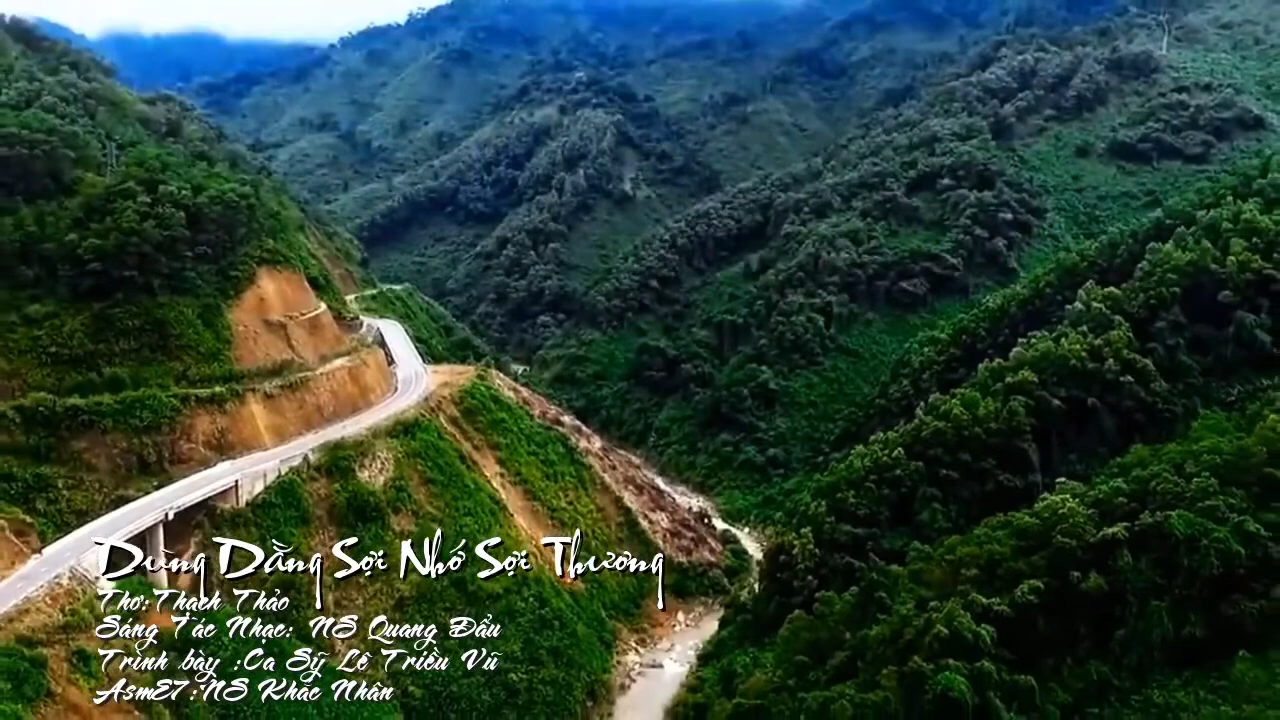 Dùng Dằng Sợi Nhớ Sợi Thương
Thơ: Thạch Thảo
Sáng Tác Nhạc: NS Quang Đẩu
Trình bày :Ca Sỹ Lê Triều Vũ
AsmE7:NS Khắc Nhân